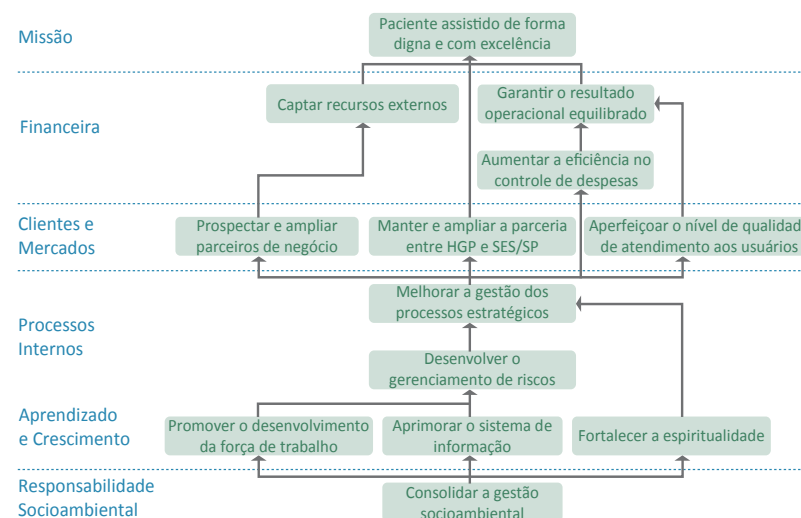 Missão
Paciente assistido de forma
digna e com excelência
Financeira
Captar recursos externos
Garantir o resultado
operacional equilibrado
Aumentar a eficiência no
controle de despesas
Clientes e
Mercados
Prospectar e ampliar
parceiros de negócio
Manter e ampliar a parceria
entre HGP e SES/SP
Aperfeiçoar o nível de qualidad
de atendimento aos usuários
Processos
Internos
Melhorar a gestão dos
processos estratégicos
Desenvolver o
gerenciamento de riscos
Aprendizado
e Crescimento
Promover o desenvolvimento
da força de trabalho
Aprimorar o sistema de
informação
Fortalecer a espiritualidade
Responsabilidade
Socioambiental
Consolidar a gestão
socioambiental